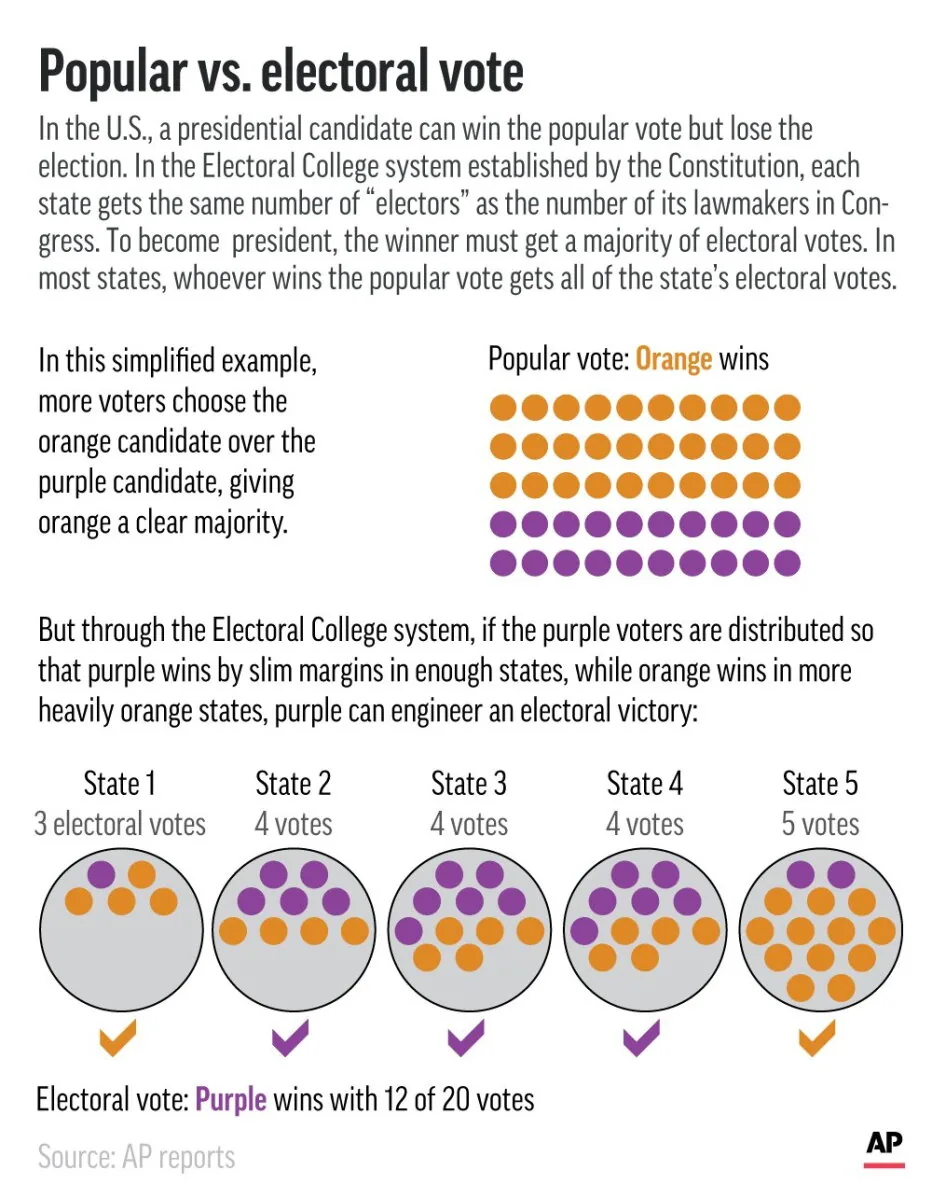 Popular vs. electoral vote
In the U.S., a presidential candidate can win the popular vote but lose the
election. In the Electoral College system established by the Constitution, each
state gets the same number of “electors” as the number of its lawmakers in Con-
gress. To become  president, the winner must get a majority of electoral votes. In
most states, whoever wins the popular vote gets all of the state’s electoral votes.
In this simplified example,
more voters choose the
orange candidate over the
purple candidate, giving
orange a clear majority.
Popular vote: Orange wins
But through the Electoral College system, if the purple voters are distributed so
that purple wins by slim margins in enough states, while orange wins in more
heavily orange states, purple can engineer an electoral victory:
State 1
3 electoral votes
State 2
4 votes
State 3
4 votes
State 4
4 votes
State 5
5 votes
Electoral vote: Purple wins with 12 of 20 votes
Source: AP reports
AP